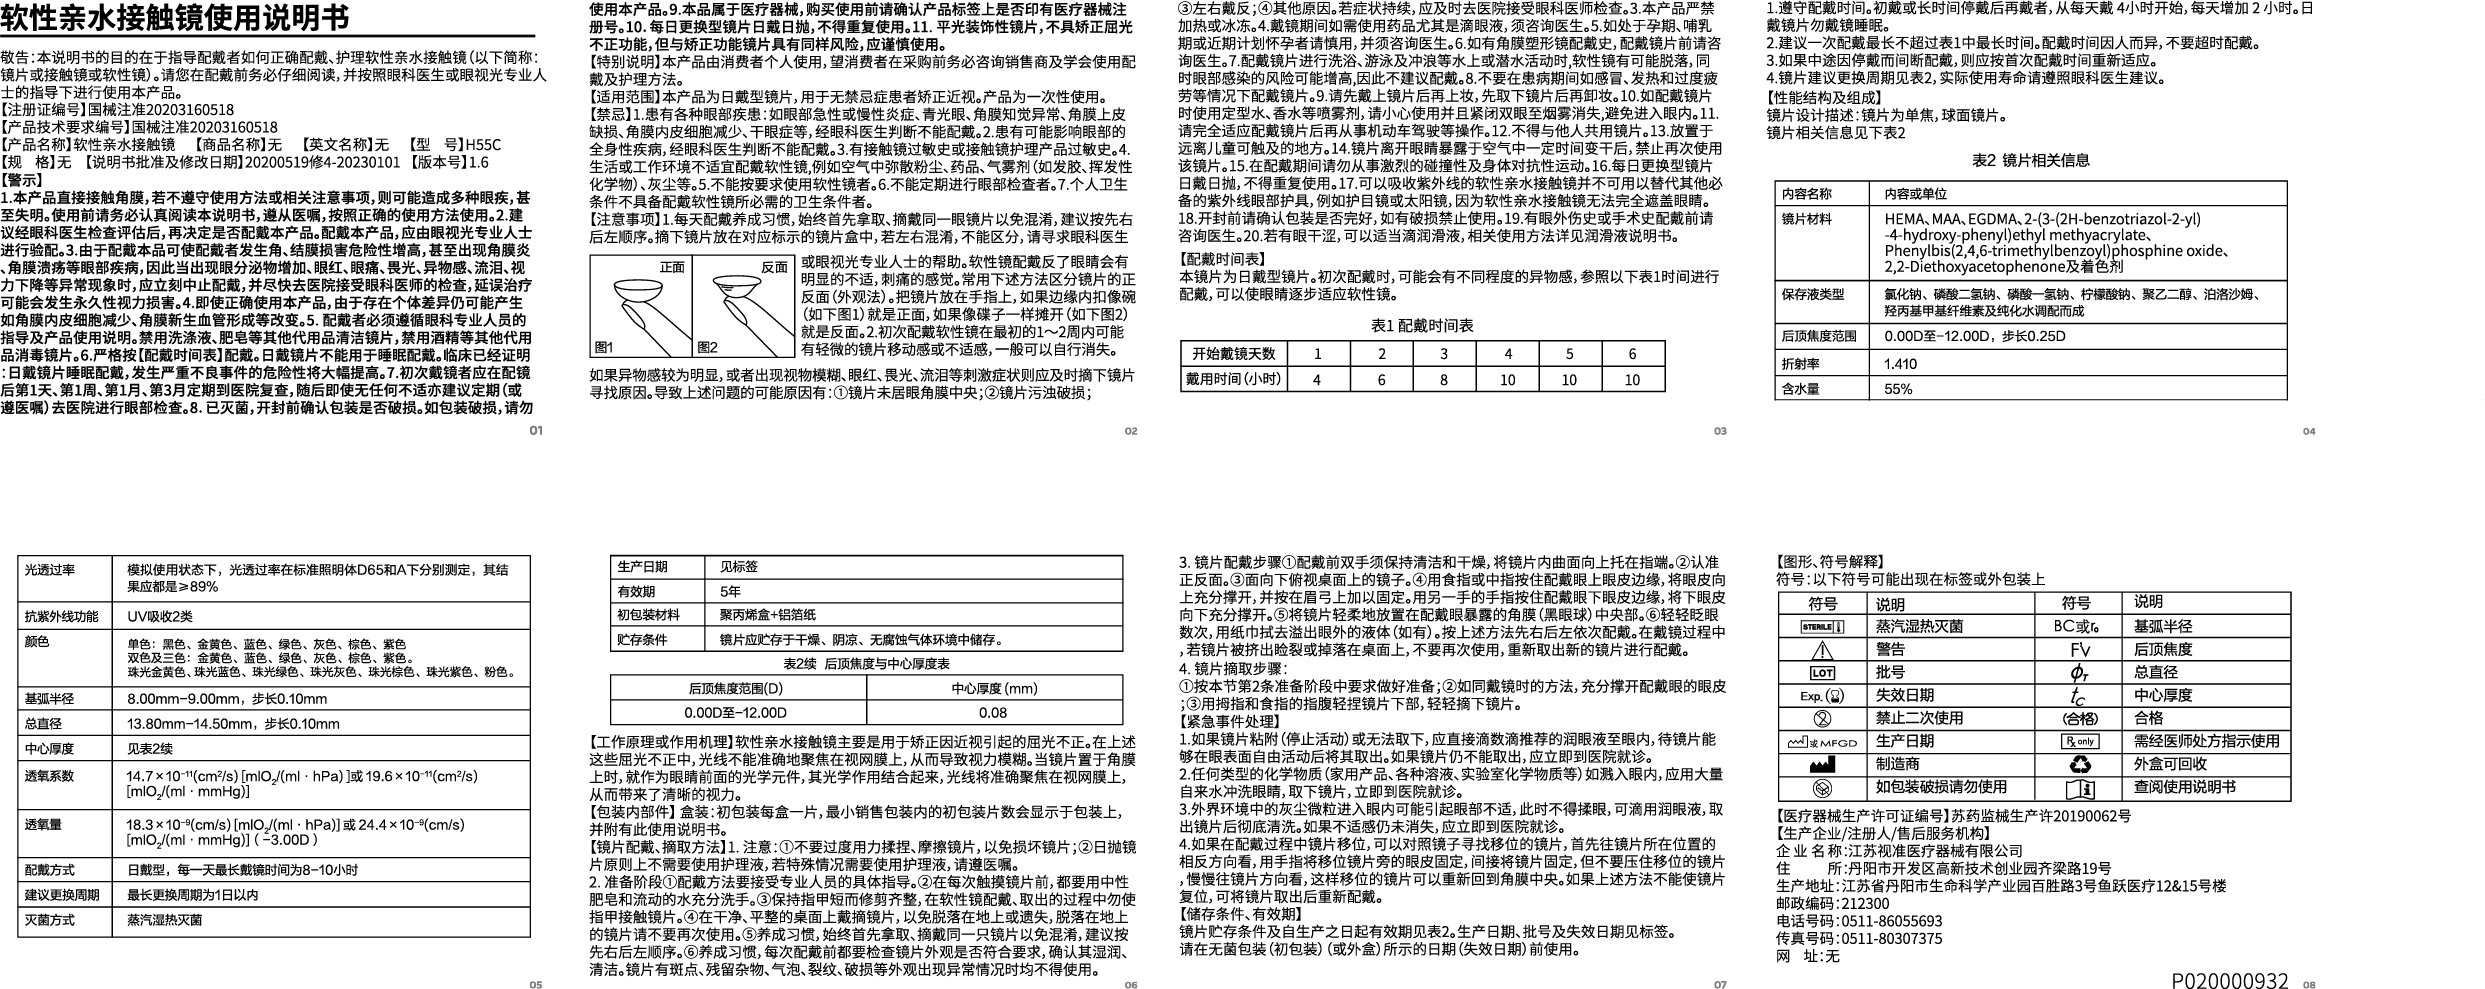 软性亲水接触镜使用说明书
敬告:本说明书的目的在于指导配戴者如何正确配戴、护理软性亲水接触镜(以下简称:
镜片或接触镜或软性镜)。请您在配戴前务必仔细阅读,并按照眼科医生或眼视光专业人
士的指导下进行使用本产品。
【注册证编号】国械注准20203160518
【产品技术要求编号】国械注准20203160518
【产品名称】软性亲水接触镜 【商品名称】无 【英文名称】无 【型 号】H55C
【规 格】无 【说明书批准及修改日期】20200519修4-20230101 【版本号】1.6
【警示】
1.本产品直接接触角膜,若不遵守使用方法或相关注意事项,则可能造成多种眼疾,甚
至失明。使用前请务必认真阅读本说明书,遵从医嘱,按照正确的使用方法使用。2.建
议经眼科医生检查评估后,再决定是否配戴本产品。配戴本产品,应由眼视光专业人士
进行验配。3.由于配戴本品可使配戴者发生角、结膜损害危险性增高,甚至出现角膜炎
、角膜溃疡等眼部疾病,因此当出现眼分泌物增加、眼红、眼痛、畏光、异物感、流泪、视
力下降等异常现象时,应立刻中止配戴,并尽快去医院接受眼科医师的检查,延误治疗
可能会发生永久性视力损害。4.即使正确使用本产品,由于存在个体差异仍可能产生
如角膜内皮细胞减少、角膜新生血管形成等改变。5. 配戴者必须遵循眼科专业人员的
指导及产品使用说明。禁用洗涤液、肥皂等其他代用品清洁镜片,禁用酒精等其他代用
品消毒镜片。6.严格按【配戴时间表】配戴。日戴镜片不能用于睡眠配戴。临床已经证明
:日戴镜片睡眠配戴,发生严重不良事件的危险性将大幅提高。7.初次戴镜者应在配镜
后第1天、第1周、第1月、第3月定期到医院复查,随后即使无任何不适亦建议定期(或
遵医嘱)去医院进行眼部检查。8. 已灭菌,开封前确认包装是否破损。如包装破损,请勿
01
使用本产品。9.本品属于医疗器械,购买使用前请确认产品标签上是否印有医疗器械注
册号。10. 每日更换型镜片日戴日抛,不得重复使用。11. 平光装饰性镜片,不具矫正屈光
不正功能,但与矫正功能镜片具有同样风险,应谨慎使用。
【特别说明】本产品由消费者个人使用,望消费者在采购前务必咨询销售商及学会使用配
戴及护理方法。
【适用范围】本产品为日戴型镜片,用于无禁忌症患者矫正近视。产品为一次性使用。
【禁忌】1.患有各种眼部疾患:如眼部急性或慢性炎症、青光眼、角膜知觉异常、角膜上皮
缺损、角膜内皮细胞减少、干眼症等,经眼科医生判断不能配戴。2.患有可能影响眼部的
全身性疾病,经眼科医生判断不能配戴。3.有接触镜过敏史或接触镜护理产品过敏史。4.
生活或工作环境不适宜配戴软性镜,例如空气中弥散粉尘、药品、气雾剂(如发胶、挥发性
化学物)、灰尘等。5.不能按要求使用软性镜者。6.不能定期进行眼部检查者。7.个人卫生
条件不具备配戴软性镜所必需的卫生条件者。
【注意事项】1.每天配戴养成习惯,始终首先拿取、摘戴同一眼镜片以免混淆,建议按先右
后左顺序。摘下镜片放在对应标示的镜片盒中,若左右混淆,不能区分,请寻求眼科医生
正面
图1
反面
图2
或眼视光专业人士的帮助。软性镜配戴反了眼睛会有
明显的不适,刺痛的感觉。常用下述方法区分镜片的正
反面(外观法)。把镜片放在手指上,如果边缘内扣像碗
(如下图1)就是正面,如果像碟子一样摊开(如下图2)
就是反面。2.初次配戴软性镜在最初的1～2周内可能
有轻微的镜片移动感或不适感,一般可以自行消失。
如果异物感较为明显,或者出现视物模糊、眼红、畏光、流泪等刺激症状则应及时摘下镜片
寻找原因。导致上述问题的可能原因有:①镜片未居眼角膜中央;②镜片污浊破损;
02
③左右戴反;④其他原因。若症状持续,应及时去医院接受眼科医师检查。3.本产品严禁
加热或冰冻。4.戴镜期间如需使用药品尤其是滴眼液,须咨询医生。5.如处于孕期、哺乳
期或近期计划怀孕者请慎用,并须咨询医生。6.如有角膜塑形镜配戴史,配戴镜片前请咨
询医生。7.配戴镜片进行洗浴、游泳及冲浪等水上或潜水活动时,软性镜有可能脱落,同
时眼部感染的风险可能增高,因此不建议配戴。8.不要在患病期间如感冒、发热和过度疲
劳等情况下配戴镜片。9.请先戴上镜片后再上妆,先取下镜片后再卸妆。10.如配戴镜片
时使用定型水、香水等喷雾剂,请小心使用并且紧闭双眼至烟雾消失,避免进入眼内。11.
请完全适应配戴镜片后再从事机动车驾驶等操作。12.不得与他人共用镜片。13.放置于
远离儿童可触及的地方。14.镜片离开眼睛暴露于空气中一定时间变干后,禁止再次使用
该镜片。15.在配戴期间请勿从事激烈的碰撞性及身体对抗性运动。16.每日更换型镜片
日戴日抛,不得重复使用。17.可以吸收紫外线的软性亲水接触镜并不可用以替代其他必
备的紫外线眼部护具,例如护目镜或太阳镜,因为软性亲水接触镜无法完全遮盖眼睛。
18.开封前请确认包装是否完好,如有破损禁止使用。19.有眼外伤史或手术史配戴前请
咨询医生。20.若有眼干涩,可以适当滴润滑液,相关使用方法详见润滑液说明书。
【配戴时间表】
本镜片为日戴型镜片。初次配戴时,可能会有不同程度的异物感,参照以下表1时间进行
配戴,可以使眼睛逐步适应软性镜。
表1 配戴时间表
开始戴镜天数 1 2 3 4 5 6
戴用时间(小时) 4 6 8 10 10 10
03
1.遵守配戴时间。初戴或长时间停戴后再戴者,从每天戴 4小时开始,每天增加 2 小时。日
戴镜片勿戴镜睡眠。
2.建议一次配戴最长不超过表1中最长时间。配戴时间因人而异,不要超时配戴。
3.如果中途因停戴而间断配戴,则应按首次配戴时间重新适应。
4.镜片建议更换周期见表2,实际使用寿命请遵照眼科医生建议。
【性能结构及组成】
镜片设计描述:镜片为单焦,球面镜片。
镜片相关信息见下表2
表2 镜片相关信息
内容名称 内容或单位
镜片材料 HEMA、MAA、EGDMA、2-(3-(2H-benzotriazol-2-yl)
-4-hydroxy-phenyl)ethyl methyacrylate、
Phenylbis(2,4,6-trimethylbenzoyl)phosphine oxide、
2,2-Diethoxyacetophenone及着色剂
保存液类型 氯化钠、磷酸二氢钠、磷酸一氢钠、柠檬酸钠、聚乙二醇、泊洛沙姆、
羟丙基甲基纤维素及纯化水调配而成
后顶焦度范围 0.00D至-12.00D，步长0.25D
折射率 1.410
含水量 55%
04
光透过率 模拟使用状态下，光透过率在标准照明体D65和A下分别测定，其结
果应都是≥89%
抗紫外线功能 UV吸收2类
颜色 单色：黑色、金黄色、蓝色、绿色、灰色、棕色、紫色
双色及三色：金黄色、蓝色、绿色、灰色、棕色、紫色。
珠光金黄色、珠光蓝色、珠光绿色、珠光灰色、珠光棕色、珠光紫色、粉色。
基弧半径 8.00mm-9.00mm，步长0.10mm
总直径 13.80mm-14.50mm，步长0.10mm
中心厚度 见表2续
透氧系数 14.7×10⁻¹¹(cm²/s) [mlO₂/(ml · hPa) ]或 19.6×10⁻¹¹(cm²/s)
[mlO₂/(ml · mmHg)]
透氧量 18.3×10⁻⁹(cm/s) [mlO₂/(ml · hPa)] 或 24.4×10⁻⁹(cm/s)
[mlO₂/(ml · mmHg)] ( -3.00D )
配戴方式 日戴型，每一天最长戴镜时间为8-10小时
建议更换周期 最长更换周期为1日以内
灭菌方式 蒸汽湿热灭菌
05
生产日期 见标签
有效期 5年
初包装材料 聚丙烯盒+铝箔纸
贮存条件 镜片应贮存于干燥、阴凉、无腐蚀气体环境中储存。
表2续 后顶焦度与中心厚度表
后顶焦度范围(D) 中心厚度 (mm)
0.00D至-12.00D 0.08
【工作原理或作用机理】软性亲水接触镜主要是用于矫正因近视引起的屈光不正。在上述
这些屈光不正中,光线不能准确地聚焦在视网膜上,从而导致视力模糊。当镜片置于角膜
上时,就作为眼睛前面的光学元件,其光学作用结合起来,光线将准确聚焦在视网膜上,
从而带来了清晰的视力。
【包装内部件】 盒装:初包装每盒一片,最小销售包装内的初包装片数会显示于包装上,
并附有此使用说明书。
【镜片配戴、摘取方法】1. 注意:①不要过度用力揉捏、摩擦镜片,以免损坏镜片;②日抛镜
片原则上不需要使用护理液,若特殊情况需要使用护理液,请遵医嘱。
2. 准备阶段①配戴方法要接受专业人员的具体指导。②在每次触摸镜片前,都要用中性
肥皂和流动的水充分洗手。③保持指甲短而修剪齐整,在软性镜配戴、取出的过程中勿使
指甲接触镜片。④在干净、平整的桌面上戴摘镜片,以免脱落在地上或遗失,脱落在地上
的镜片请不要再次使用。⑤养成习惯,始终首先拿取、摘戴同一只镜片以免混淆,建议按
先右后左顺序。⑥养成习惯,每次配戴前都要检查镜片外观是否符合要求,确认其湿润、
清洁。镜片有斑点、残留杂物、气泡、裂纹、破损等外观出现异常情况时均不得使用。
06
3. 镜片配戴步骤①配戴前双手须保持清洁和干燥,将镜片内曲面向上托在指端。②认准
正反面。③面向下俯视桌面上的镜子。④用食指或中指按住配戴眼上眼皮边缘,将眼皮向
上充分撑开,并按在眉弓上加以固定。用另一手的手指按住配戴眼下眼皮边缘,将下眼皮
向下充分撑开。⑤将镜片轻柔地放置在配戴眼暴露的角膜(黑眼球)中央部。⑥轻轻眨眼
数次,用纸巾拭去溢出眼外的液体(如有)。按上述方法先右后左依次配戴。在戴镜过程中
,若镜片被挤出睑裂或掉落在桌面上,不要再次使用,重新取出新的镜片进行配戴。
4. 镜片摘取步骤:
①按本节第2条准备阶段中要求做好准备;②如同戴镜时的方法,充分撑开配戴眼的眼皮
;③用拇指和食指的指腹轻捏镜片下部,轻轻摘下镜片。
【紧急事件处理】
1.如果镜片粘附(停止活动)或无法取下,应直接滴数滴推荐的润眼液至眼内,待镜片能
够在眼表面自由活动后将其取出。如果镜片仍不能取出,应立即到医院就诊。
2.任何类型的化学物质(家用产品、各种溶液、实验室化学物质等)如溅入眼内,应用大量
自来水冲洗眼睛,取下镜片,立即到医院就诊。
3.外界环境中的灰尘微粒进入眼内可能引起眼部不适,此时不得揉眼,可滴用润眼液,取
出镜片后彻底清洗。如果不适感仍未消失,应立即到医院就诊。
4.如果在配戴过程中镜片移位,可以对照镜子寻找移位的镜片,首先往镜片所在位置的
相反方向看,用手指将移位镜片旁的眼皮固定,间接将镜片固定,但不要压住移位的镜片
,慢慢往镜片方向看,这样移位的镜片可以重新回到角膜中央。如果上述方法不能使镜片
复位,可将镜片取出后重新配戴。
【储存条件、有效期】
镜片贮存条件及自生产之日起有效期见表2。生产日期、批号及失效日期见标签。
请在无菌包装(初包装)(或外盒)所示的日期(失效日期)前使用。
07
【图形、符号解释】
符号:以下符号可能出现在标签或外包装上
符号 说明 符号 说明
STERILE 蒸汽湿热灭菌 BC或r₀ 基弧半径
警告 FV 后顶焦度
LOT 批号 ϕT 总直径
Exp.( ) 失效日期 tC 中心厚度
2 禁止二次使用 (合格) 合格
或MFGD 生产日期 Rx only 需经医师处方指示使用
制造商 外盒可回收
如包装破损请勿使用 i 查阅使用说明书
【医疗器械生产许可证编号】苏药监械生产许20190062号
【生产企业/注册人/售后服务机构】
企 业 名 称:江苏视准医疗器械有限公司
住 所:丹阳市开发区高新技术创业园齐梁路19号
生产地址:江苏省丹阳市生命科学产业园百胜路3号鱼跃医疗12&15号楼
邮政编码:212300
电话号码:0511-86055693
传真号码:0511-80307375
网 址:无
P020000932
08